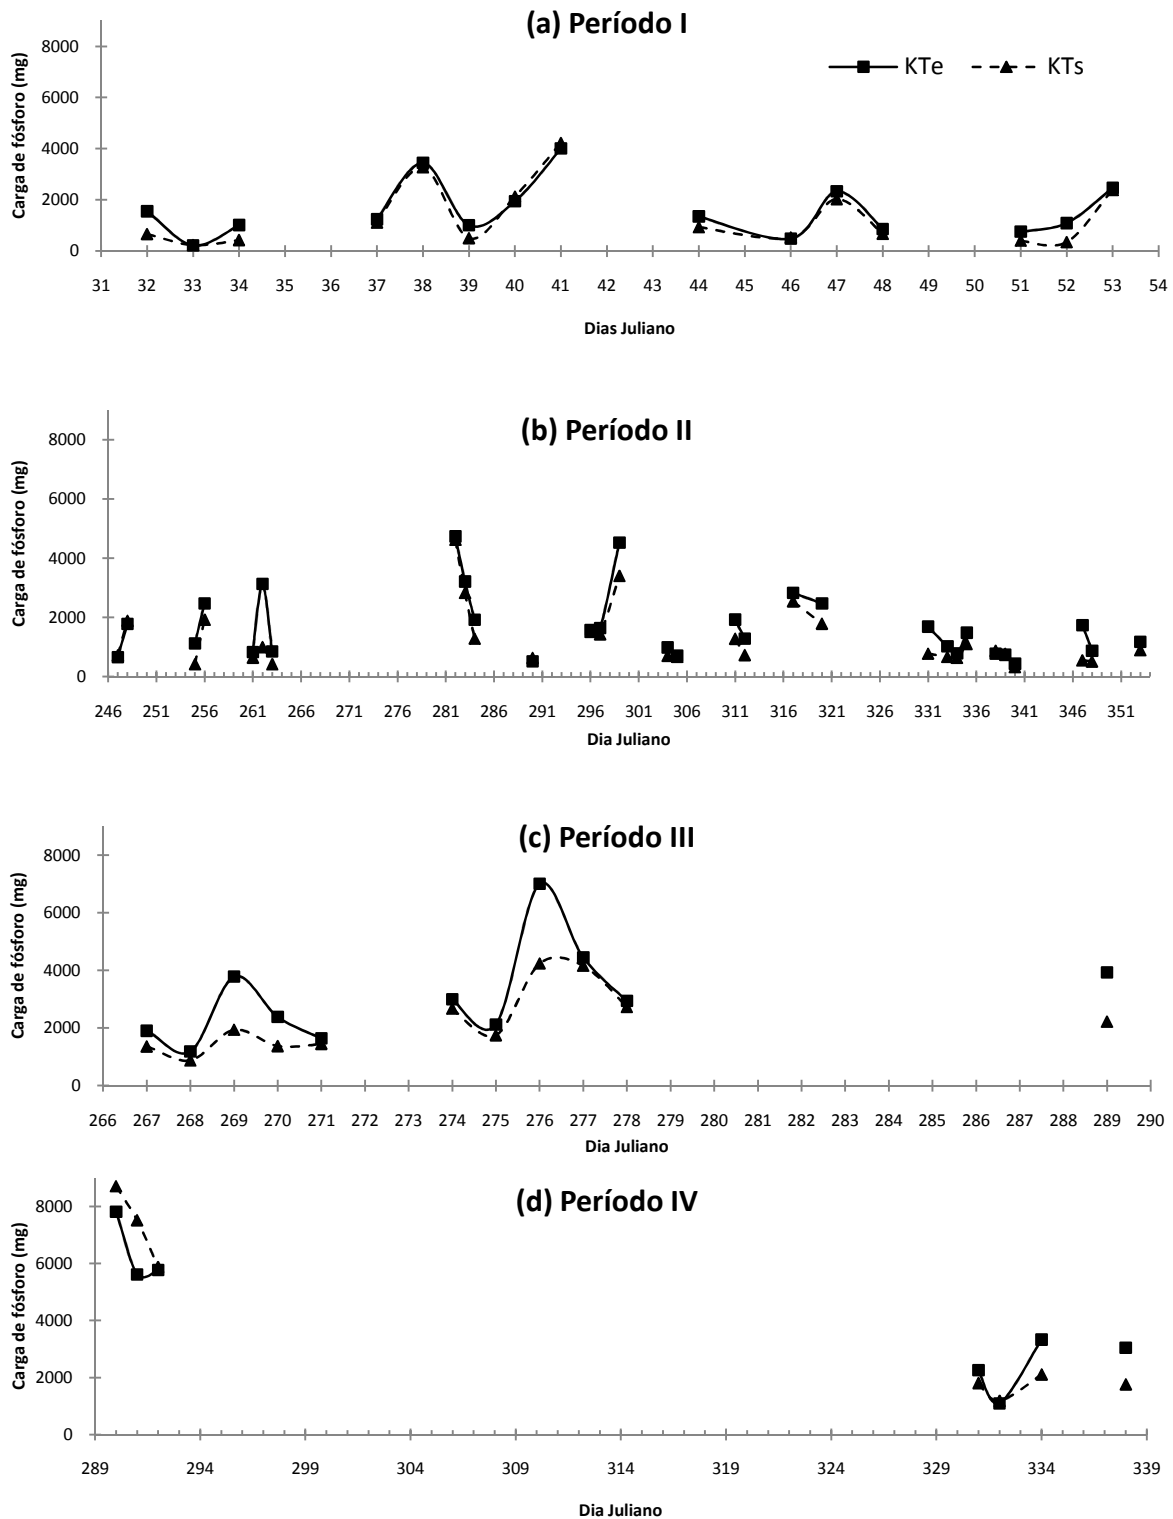 (a) Período I
Carga de fósforo (mg)
8000
6000
4000
2000
0
KTe KTs
31 32 33 34 35 36 37 38 39 40 41 42 43 44 45 46 47 48 49 50 51 52 53 54
Dias Juliano
(b) Período II
Carga de fósforo (mg)
8000
6000
4000
2000
0
246 251 256 261 266 271 276 281 286 291 296 301 306 311 316 321 326 331 336 341 346 351
Dia Juliano
(c) Período III
Carga de fósforo (mg)
8000
6000
4000
2000
0
266 267 268 269 270 271 272 273 274 275 276 277 278 279 280 281 282 283 284 285 286 287 288 289 290
Dia Juliano
(d) Período IV
Carga de fósforo (mg)
8000
6000
4000
2000
0
289 294 299 304 309 314 319 324 329 334 339
Dia Juliano